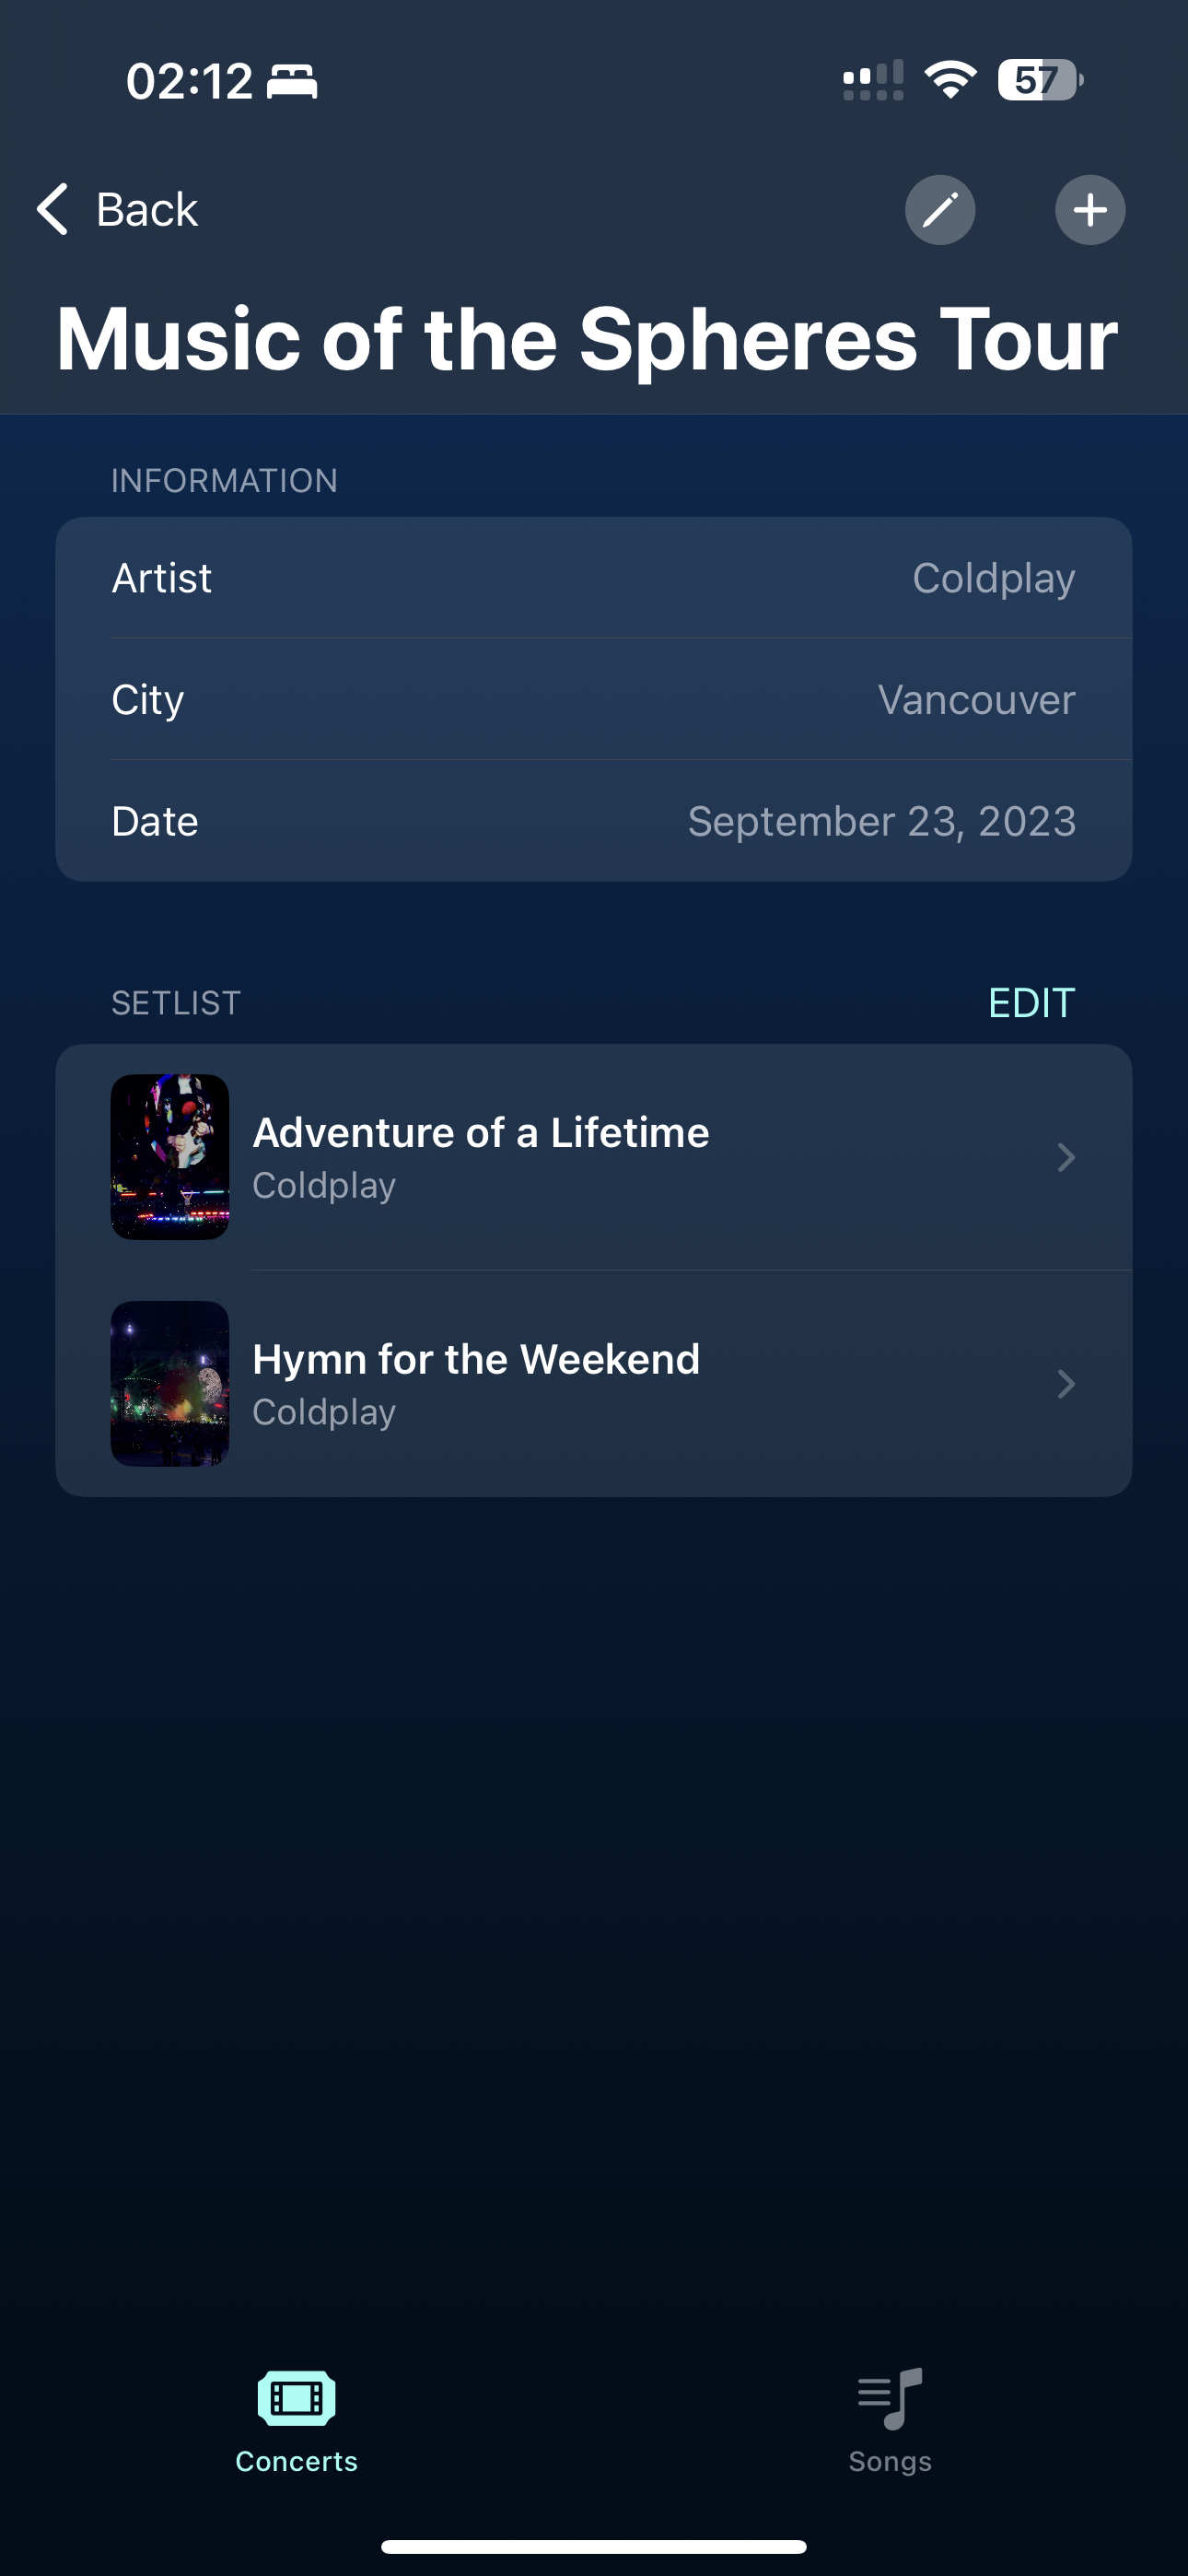 02:12
57
Back
Music of the Spheres Tour
INFORMATION
Artist Coldplay
City Vancouver
Date September 23, 2023
SETLIST EDIT
Adventure of a Lifetime
Coldplay
Hymn for the Weekend
Coldplay
Concerts Songs